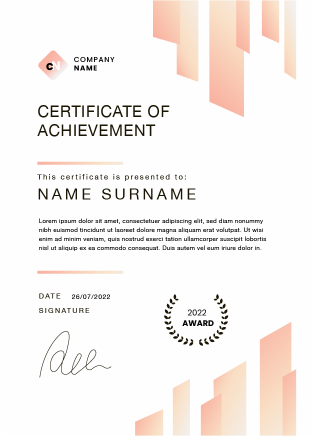 CN
COMPANY
NAME
CERTIFICATE OF
ACHIEVEMENT
This certificate is presented to:
NAME SURNAME
Lorem ipsum dolor sit amet, consectetuer adipiscing elit, sed diam nonummy
nibh euismod tincidunt ut laoreet dolore magna aliquam erat volutpat. Ut wisi
enim ad minim veniam, quis nostrud exerci tation ullamcorper suscipit lobortis
nisl ut aliquip ex ea commodo consequat. Duis autem vel eum iriure dolor in.
DATE 26/07/2022
SIGNATURE
2022
AWARD